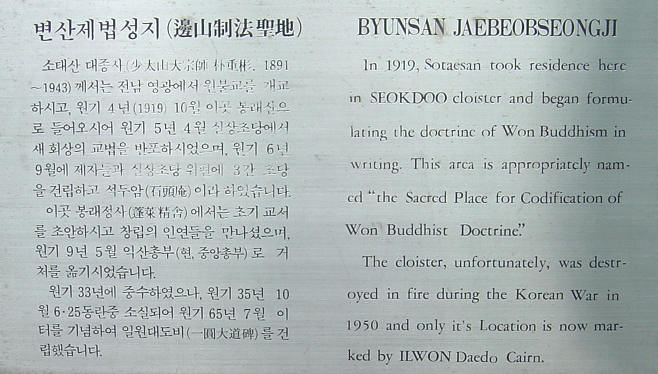 변산제법성지(邊山制法聖地)
소태산 대종사(少太山大宗師 朴重彬. 1891
~1943)께서는 전남 영광에서 원불교를 개교
하시고, 원기 4년(1919) 10월 이곳 봉래산으
로 들어오시어 원기 5년 4월 실상초당에서
새 회상의 교법을 반포하시었으며, 원기 6년
9월에 제자들과 실상초당 위편에 3간 초당
을 건립하고 석두암(石頭庵)이라 하였습니다.
이곳 봉래정사(蓬萊精舍)에서는 초기 교서
를 초안하시고 창립의 인연들을 만나셨으며,
원기 9년 5월 익산총부(현, 중앙총부)로 거
처를 옮기시었습니다.
원기 33년에 중수하였으나, 원기 35년 10
월 6·25동란중 소실되어 원기 65년 7월 이
터를 기념하여 일원대도비(一圓大道碑)를 건
립했습니다.
BYUNSAN JAEBEOBSEONGJI
In 1919, Sotaesan took residence here
in SEOKDOO cloister and began formu-
lating the doctrine of Won Buddhism in
writing. This area is appropriately nam-
ed "the Sacred Place for Codification of
Won Buddhist Doctrine."
The cloister, unfortunately, was destr-
oyed in fire during the Korean War in
1950 and only it's Location is now mar-
ked by ILWON Daedo Cairn.